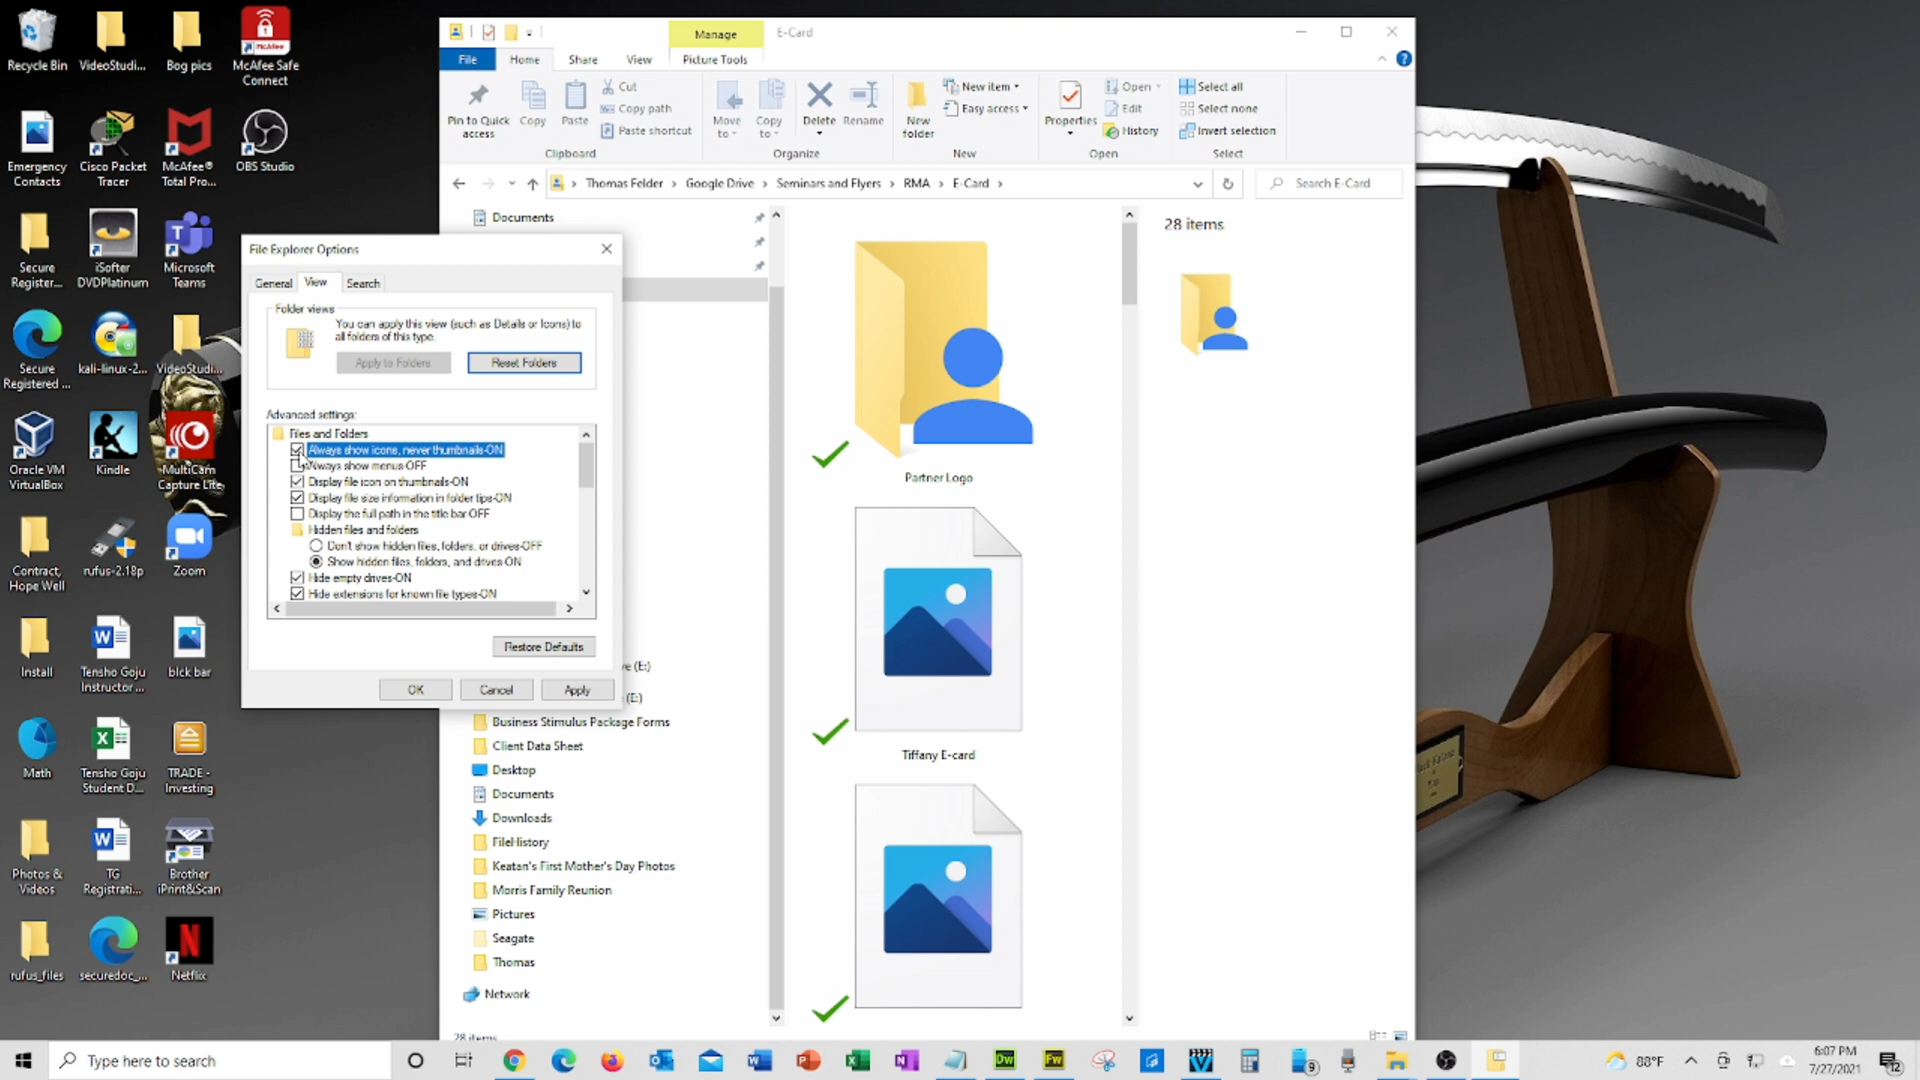 Recycle Bin
VideoStudi...
Bog pics
McAfee Safe
Connect
Emergency
Contacts
Cisco Packet
Tracer
McAfee®
Total Pro...
OBS Studio
Secure
Register...
iSofter
DVDPlatinum
Microsoft
Teams
Secure
Registered ...
kali-linux-2...
VideoStudi...
Oracle VM
VirtualBox
Kindle
MultiCam
Capture Lite
Contract,
Hope Well
rufus-2.18p
Zoom
Install
Tensho Goju
Instructor ...
blck bar
Math
Tensho Goju
Student D...
TRADE -
Investing
Photos &
Videos
TG
Registrati...
Brother
iPrint&Scan
rufus_files
securedoc_...
Netflix
Manage
E-Card
File
Home
Share
View
Picture Tools
Pin to Quick
access
Copy
Paste
Cut
Copy path
Paste shortcut
Clipboard
Move
to
Copy
to
Delete
Rename
Organize
New
folder
New item
Easy access
New
Properties
Open
Edit
History
Open
Select all
Select none
Invert selection
Select
Thomas Felder > Google Drive > Seminars and Flyers > RMA > E-Card >
Search E-Card
Documents
File Explorer Options
General
View
Search
Folder views
You can apply this view (such as Details or Icons) to
all folders of this type.
Apply to Folders
Reset Folders
Advanced settings:
Files and Folders
Always show icons, never thumbnails-ON
Always show menus OFF
Display file icon on thumbnails-ON
Display file size information in folder tips-ON
Display the full path in the title bar OFF
Hidden files and folders
Don't show hidden files, folders, or drives-OFF
Show hidden files, folders, and drives ON
Hide empty drives-ON
Hide extensions for known file types-ON
Restore Defaults
OK
Cancel
Apply
(E:)
(E:)
Business Stimulus Package Forms
Client Data Sheet
Desktop
Documents
Downloads
FileHistory
Keatan's First Mother's Day Photos
Morris Family Reunion
Pictures
Seagate
Thomas
Network
28 items
Partner Logo
Tiffany E-card
28 items
Type here to search
88°F
6:07 PM
7/27/2021